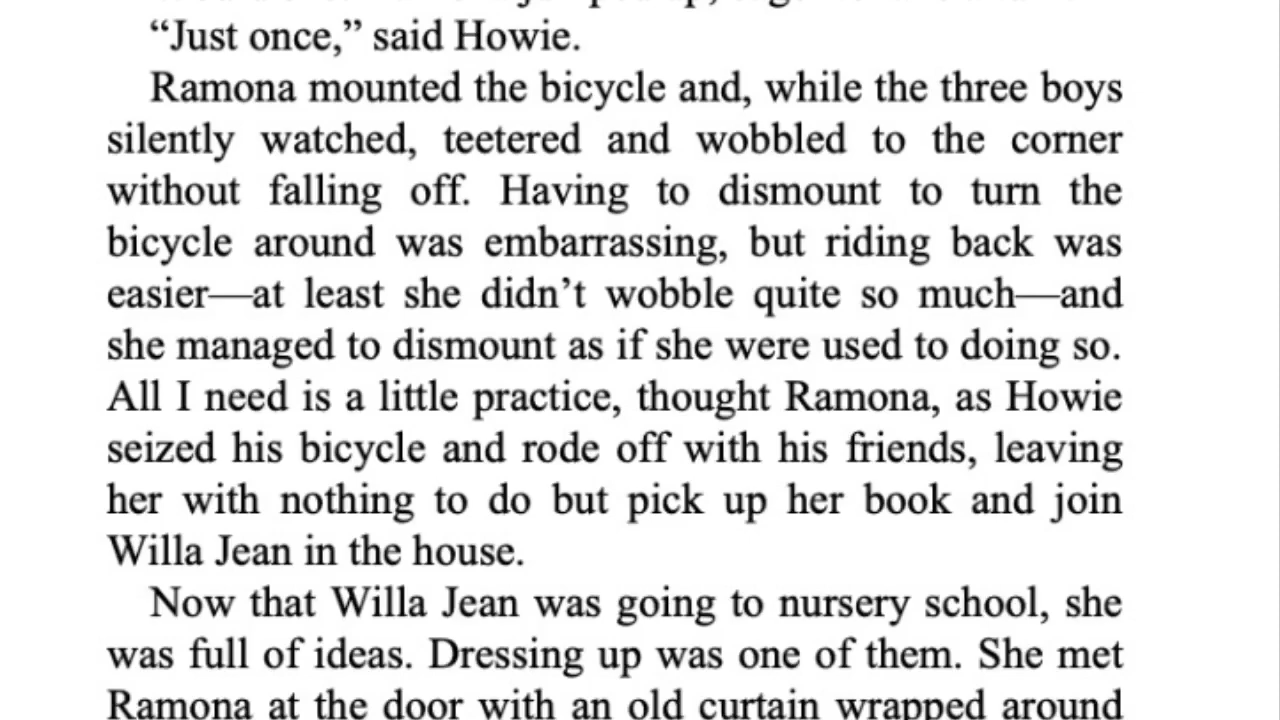 “Just once,” said Howie.
Ramona mounted the bicycle and, while the three boys
silently watched, teetered and wobbled to the corner
without falling off. Having to dismount to turn the
bicycle around was embarrassing, but riding back was
easier—at least she didn’t wobble quite so much—and
she managed to dismount as if she were used to doing so.
All I need is a little practice, thought Ramona, as Howie
seized his bicycle and rode off with his friends, leaving
her with nothing to do but pick up her book and join
Willa Jean in the house.
Now that Willa Jean was going to nursery school, she
was full of ideas. Dressing up was one of them. She met
Ramona at the door with an old curtain wrapped around